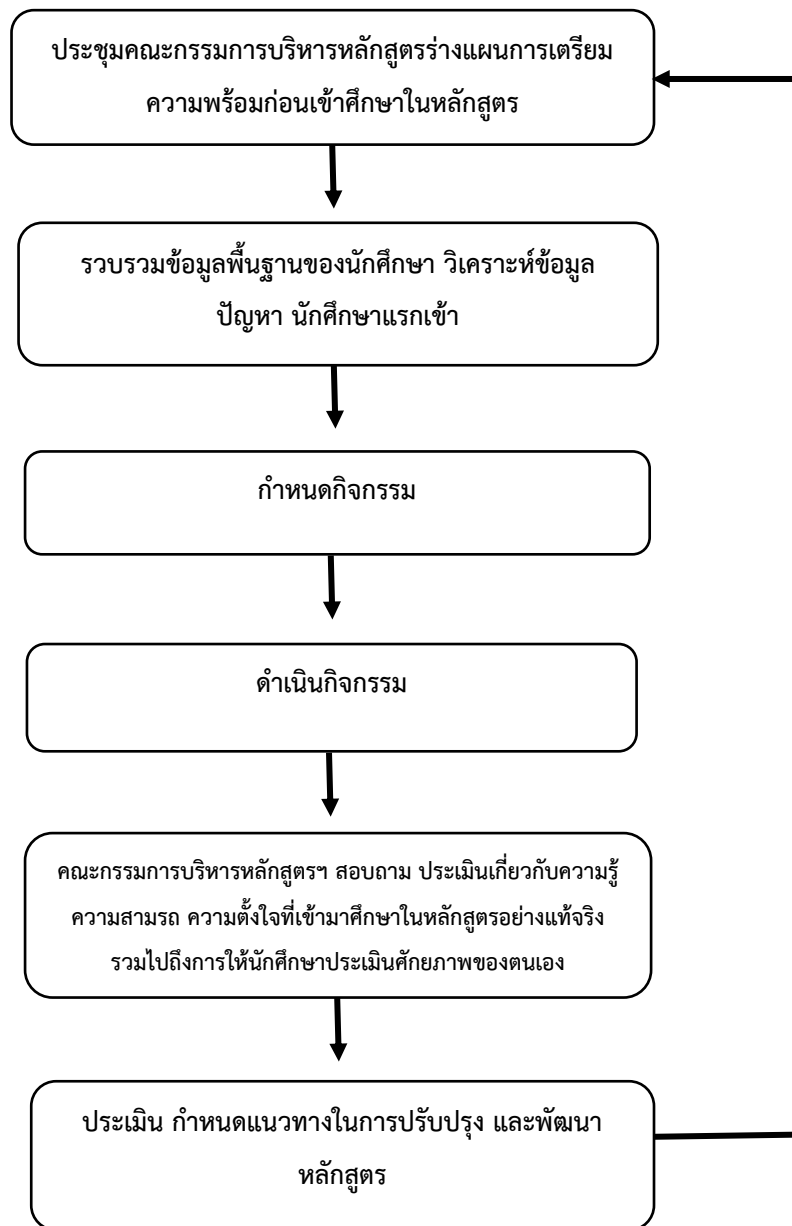 ประชุมคณะกรรมการบริหารหลักสูตรร่างแผนการเตรียม
ความพร้อมก่อนเข้าศึกษาในหลักสูตร
รวบรวมข้อมูลพื้นฐานของนักศึกษา วิเคราะห์ข้อมูล
ปัญหา นักศึกษาแรกเข้า
กำหนดกิจกรรม
ดำเนินกิจกรรม
คณะกรรมการบริหารหลักสูตรฯ สอบถาม ประเมินเกี่ยวกับความรู้
ความสามรถ ความตั้งใจที่เข้ามาศึกษาในหลักสูตรอย่างแท้จริง
รวมไปถึงการให้นักศึกษาประเมินศักยภาพของตนเอง
ประเมิน กำหนดแนวทางในการปรับปรุง และพัฒนา
หลักสูตร